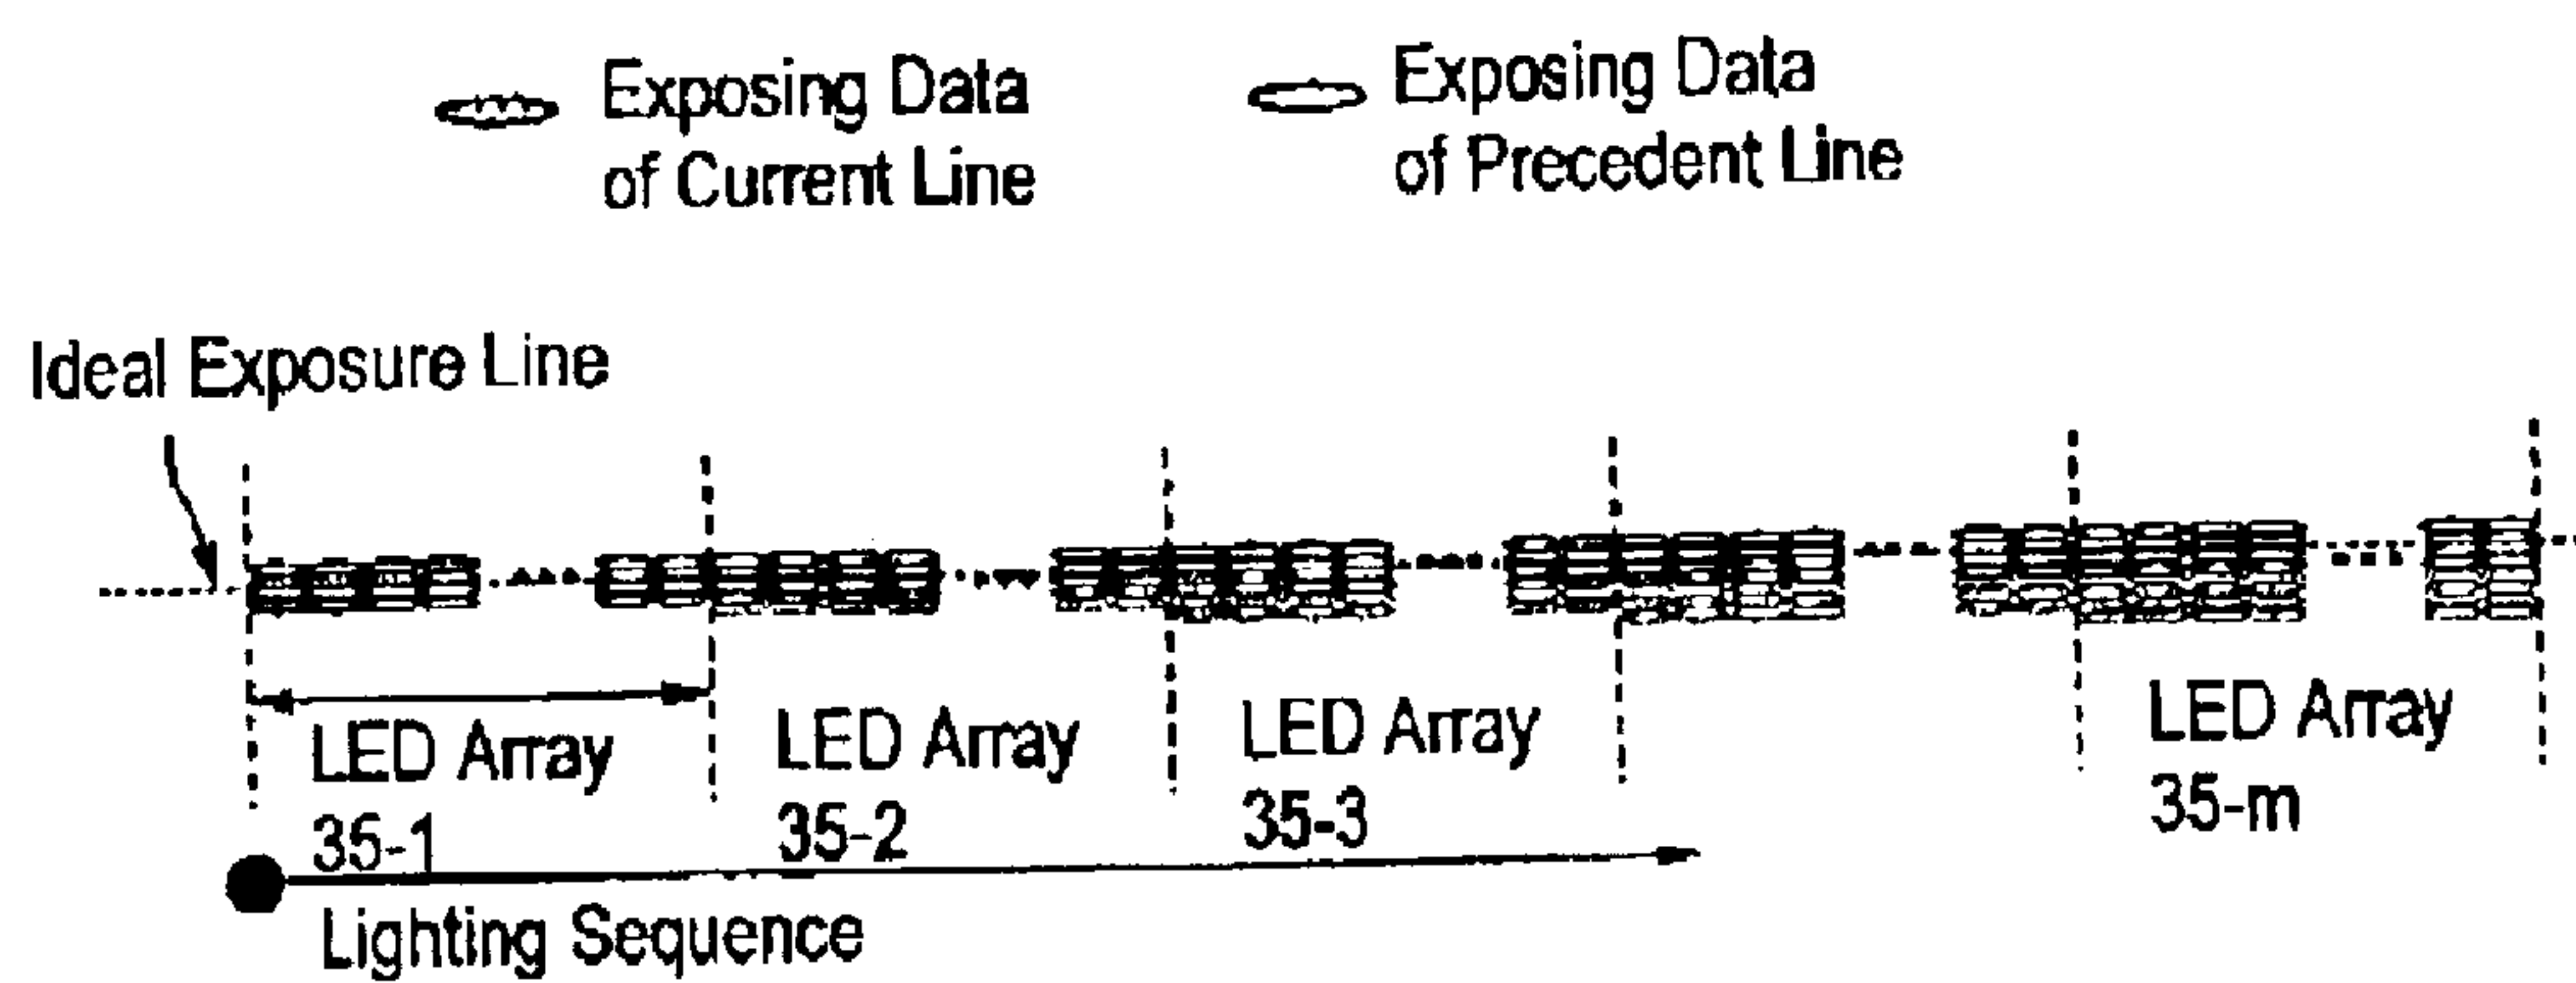 Exposing Data
of Current Line
Exposing Data
of Precedent Line
Ideal Exposure Line
LED Array
35-1
LED Array
35-2
LED Array
35-3
LED Array
35-m
Lighting Sequence